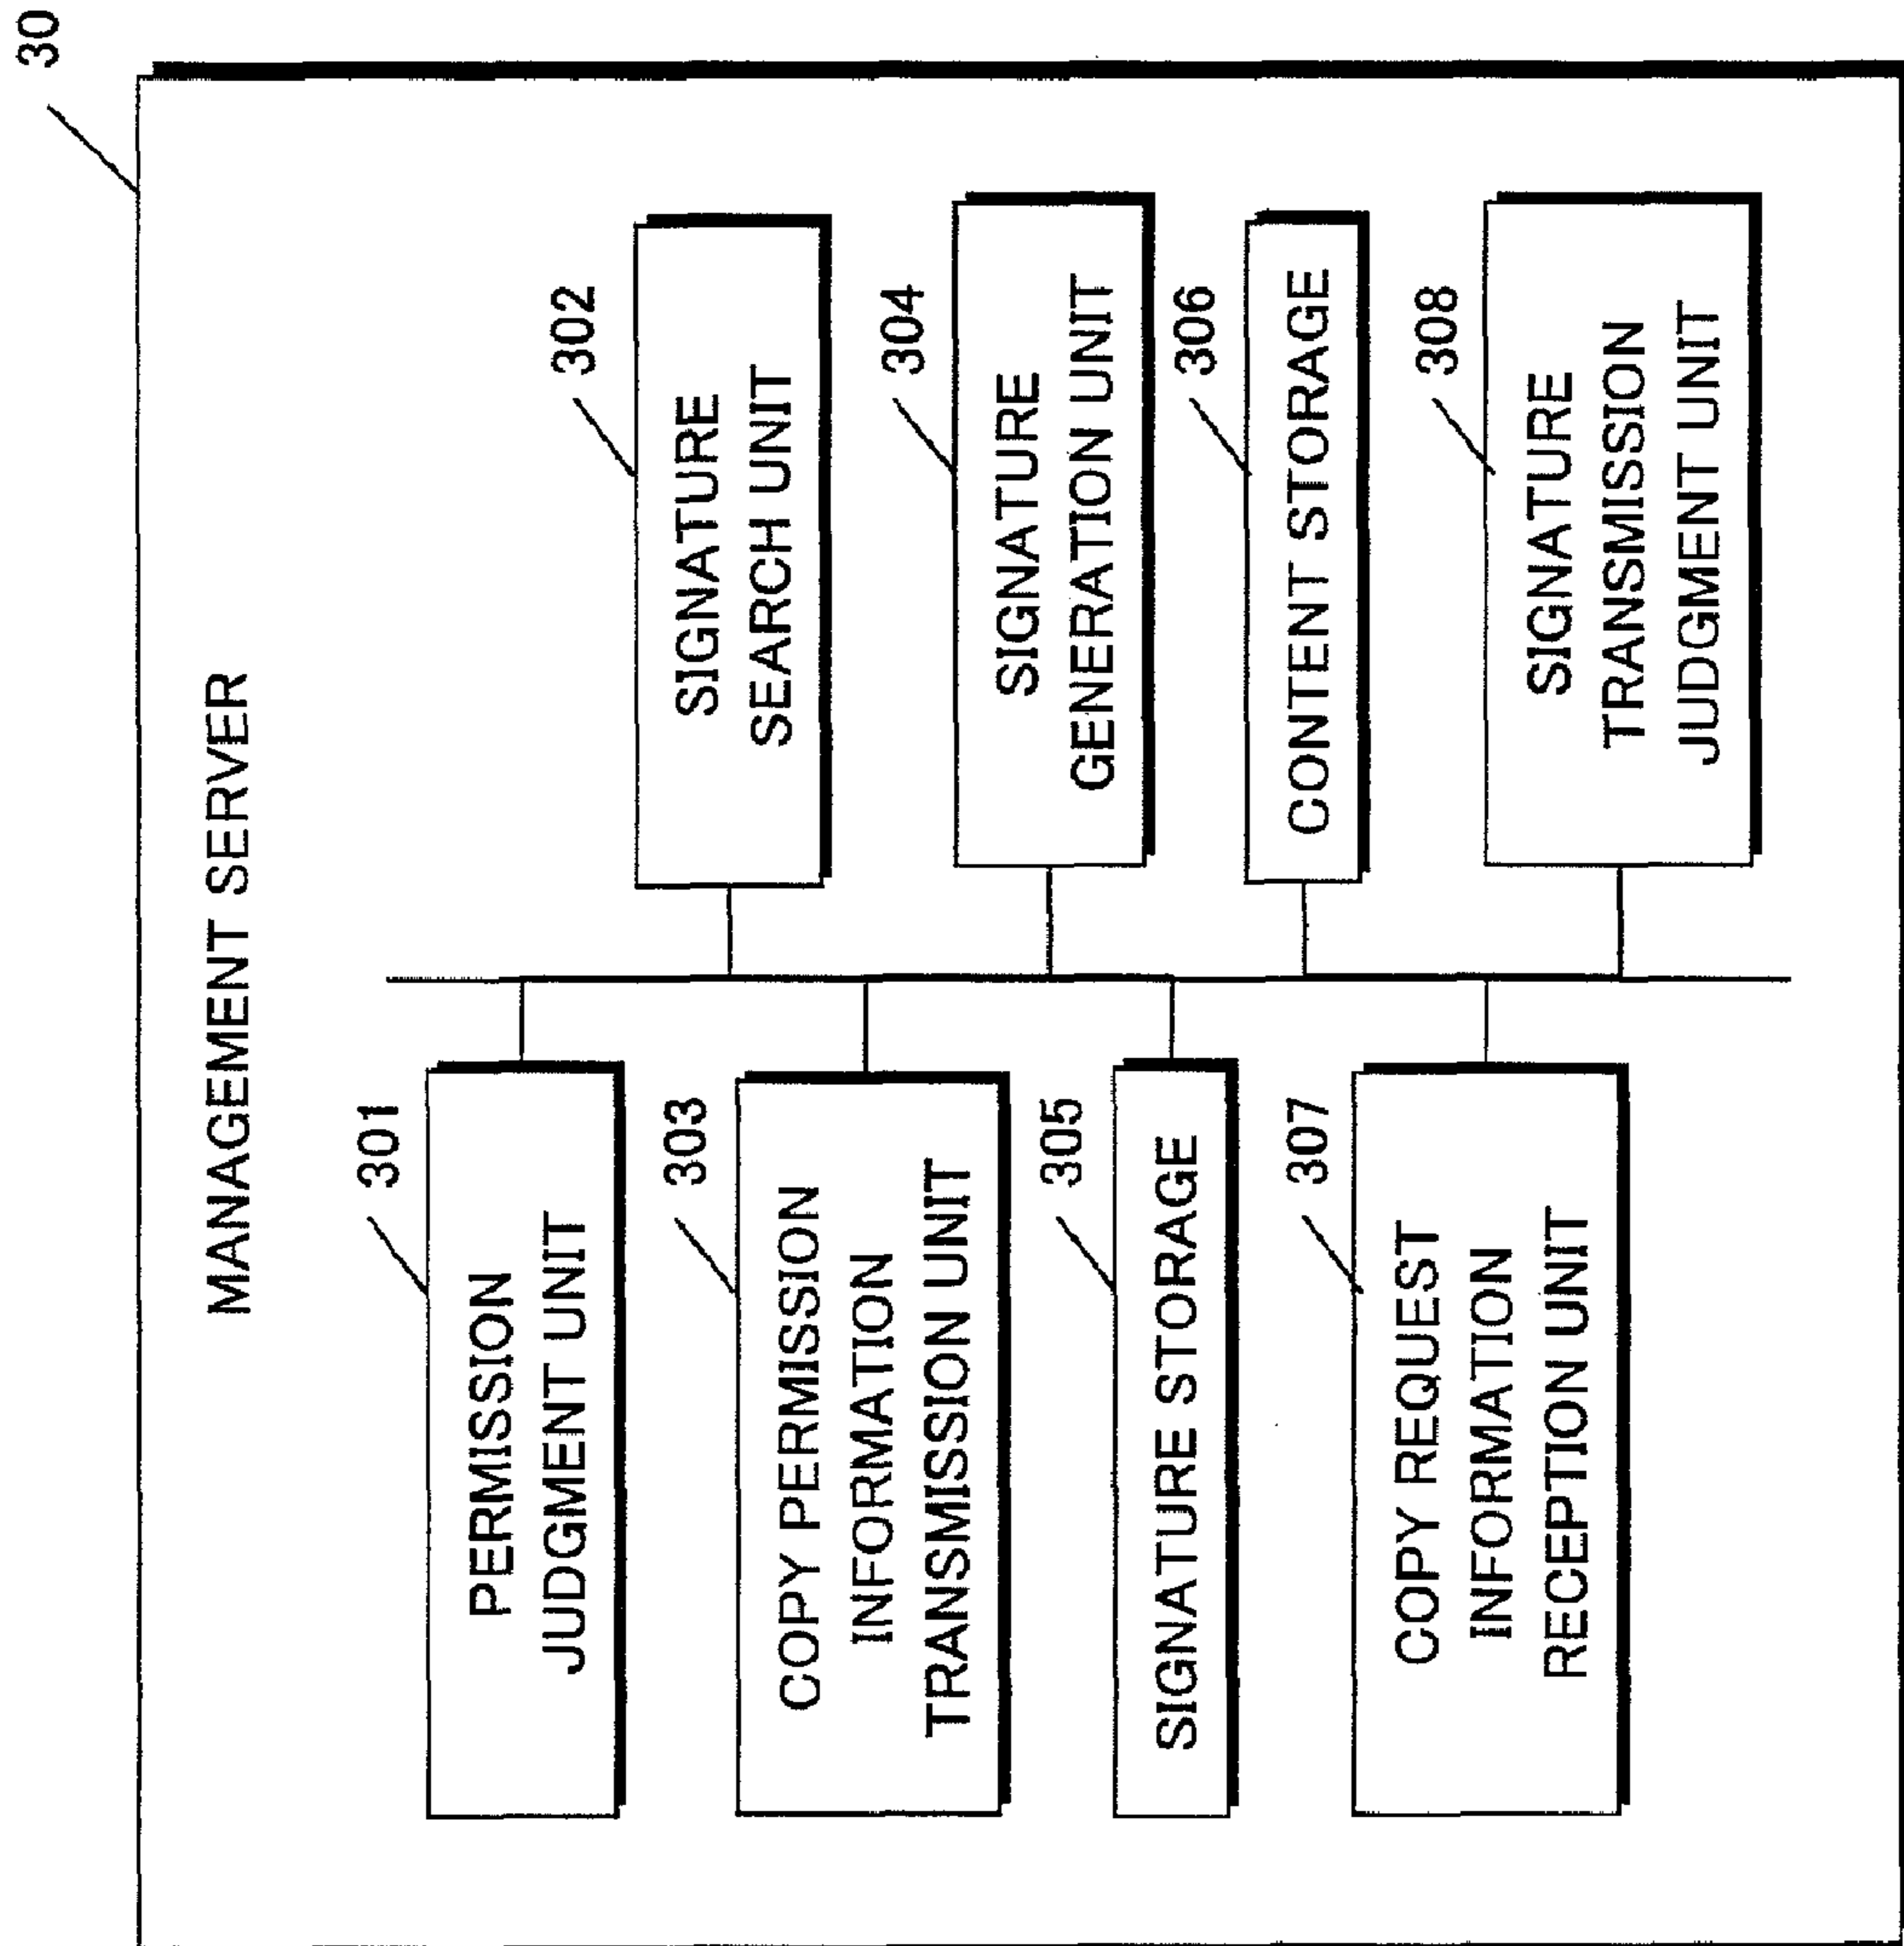 30
MANAGEMENT SERVER
301
PERMISSION
JUDGMENT UNIT
302
SIGNATURE
SEARCH UNIT
303
COPY PERMISSION
INFORMATION
TRANSMISSION UNIT
304
SIGNATURE
GENERATION UNIT
305
SIGNATURE STORAGE
306
CONTENT STORAGE
307
COPY REQUEST
INFORMATION
RECEPTION UNIT
308
SIGNATURE
TRANSMISSION
JUDGMENT UNIT